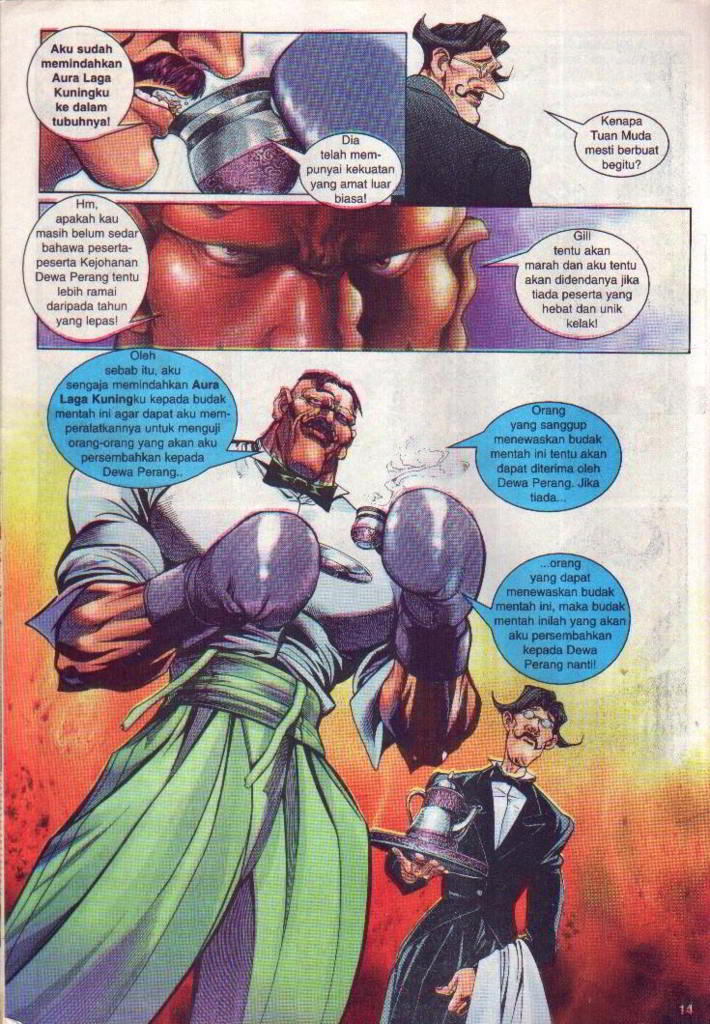 Aku sudah
memindahkan
Aura Laga
Kuningku
ke dalam
tubuhnya!
Dia
telah mem-
punyai kekuatan
yang amat luar
biasa!
Kenapa
Tuan Muda
mesti berbuat
begitu?
Hm,
apakah kau
masih belum sedar
bahawa peserta-
peserta Kejohanan
Dewa Perang tentu
lebih ramai
daripada tahun
yang lepas!
Gill
tentu akan
marah dan aku tentu
akan didendanya jika
tiada peserta yang
hebat dan unik
kelak!
Oleh
sebab itu, aku
sengaja memindahkan Aura
Laga Kuningku kepada budak
mentah ini agar dapat aku mem-
peralatkannya untuk menguji
orang-orang yang akan aku
persembahkan kepada
Dewa Perang..
Orang
yang sanggup
menewaskan budak
mentah ini tentu akan
dapat diterima oleh
Dewa Perang. Jika
tiada...
...orang
yang dapat
menewaskan budak
mentah ini, maka budak
mentah inilah yang akan
aku persembahkan
kepada Dewa
Perang nanti!
14